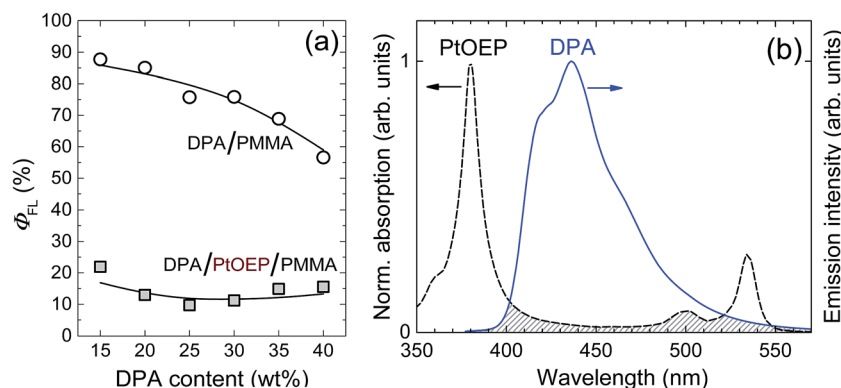 (a)
100
90
80
70
60
50
40
30
20
10
0
Φ_FL (%)
DPA/PMMA
DPA/PtOEP/PMMA
15 20 25 30 35 40
DPA content (wt%)
(b)
PtOEP
DPA
1
0
Norm. absorption (arb. units)
Emission intensity (arb. units)
350 400 450 500 550
Wavelength (nm)